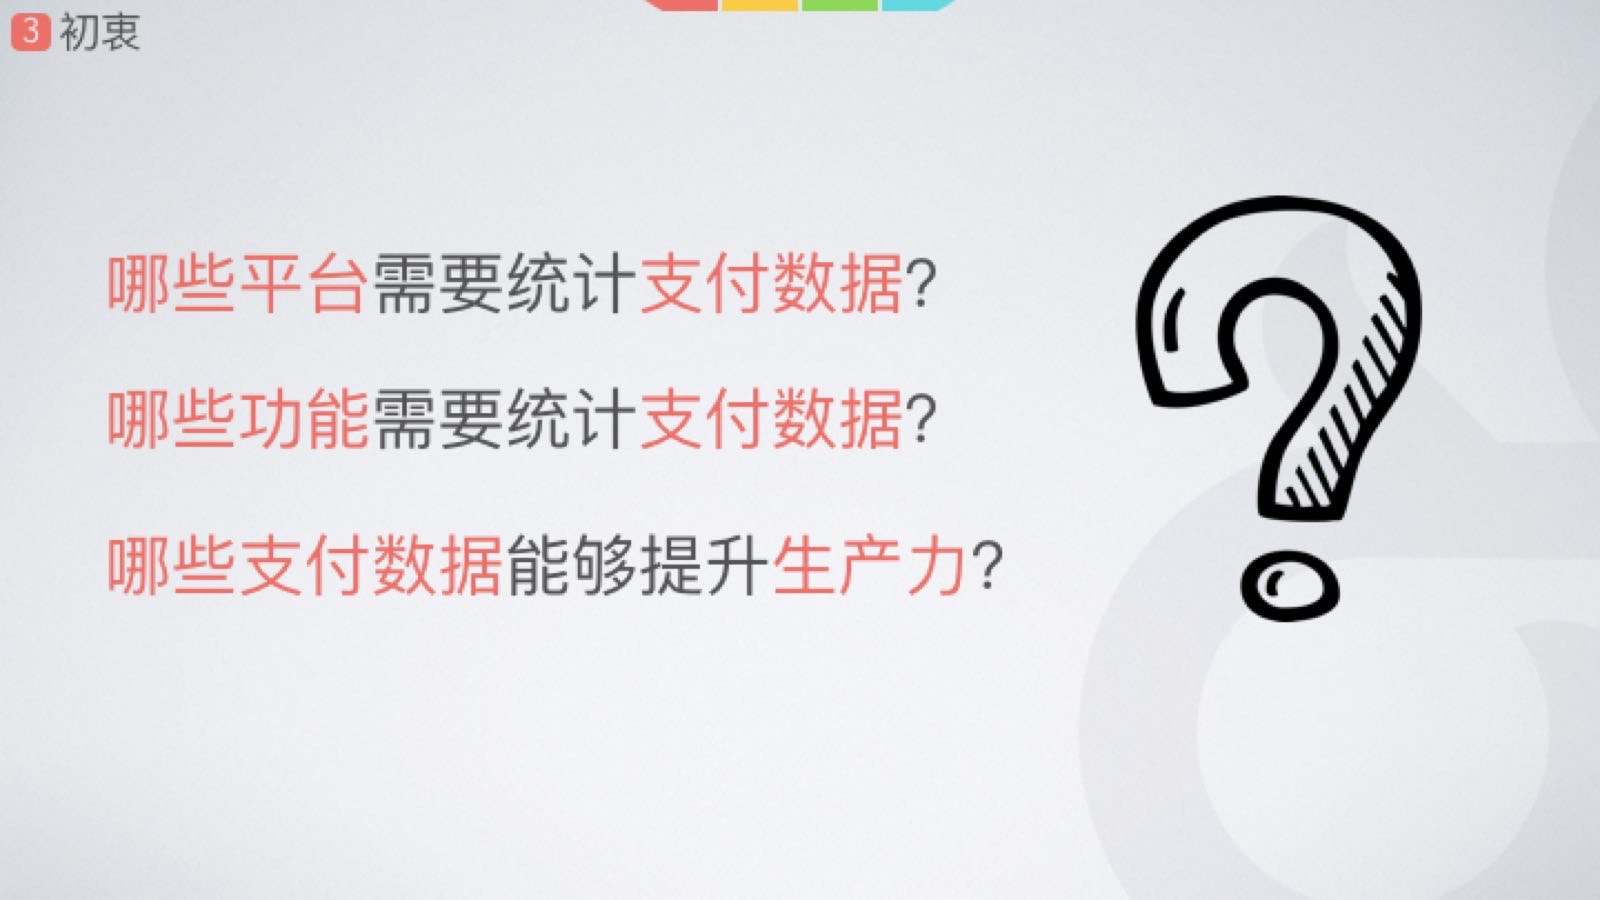 3 初衷
哪些平台需要统计支付数据?
哪些功能需要统计支付数据?
哪些支付数据能够提升生产力?